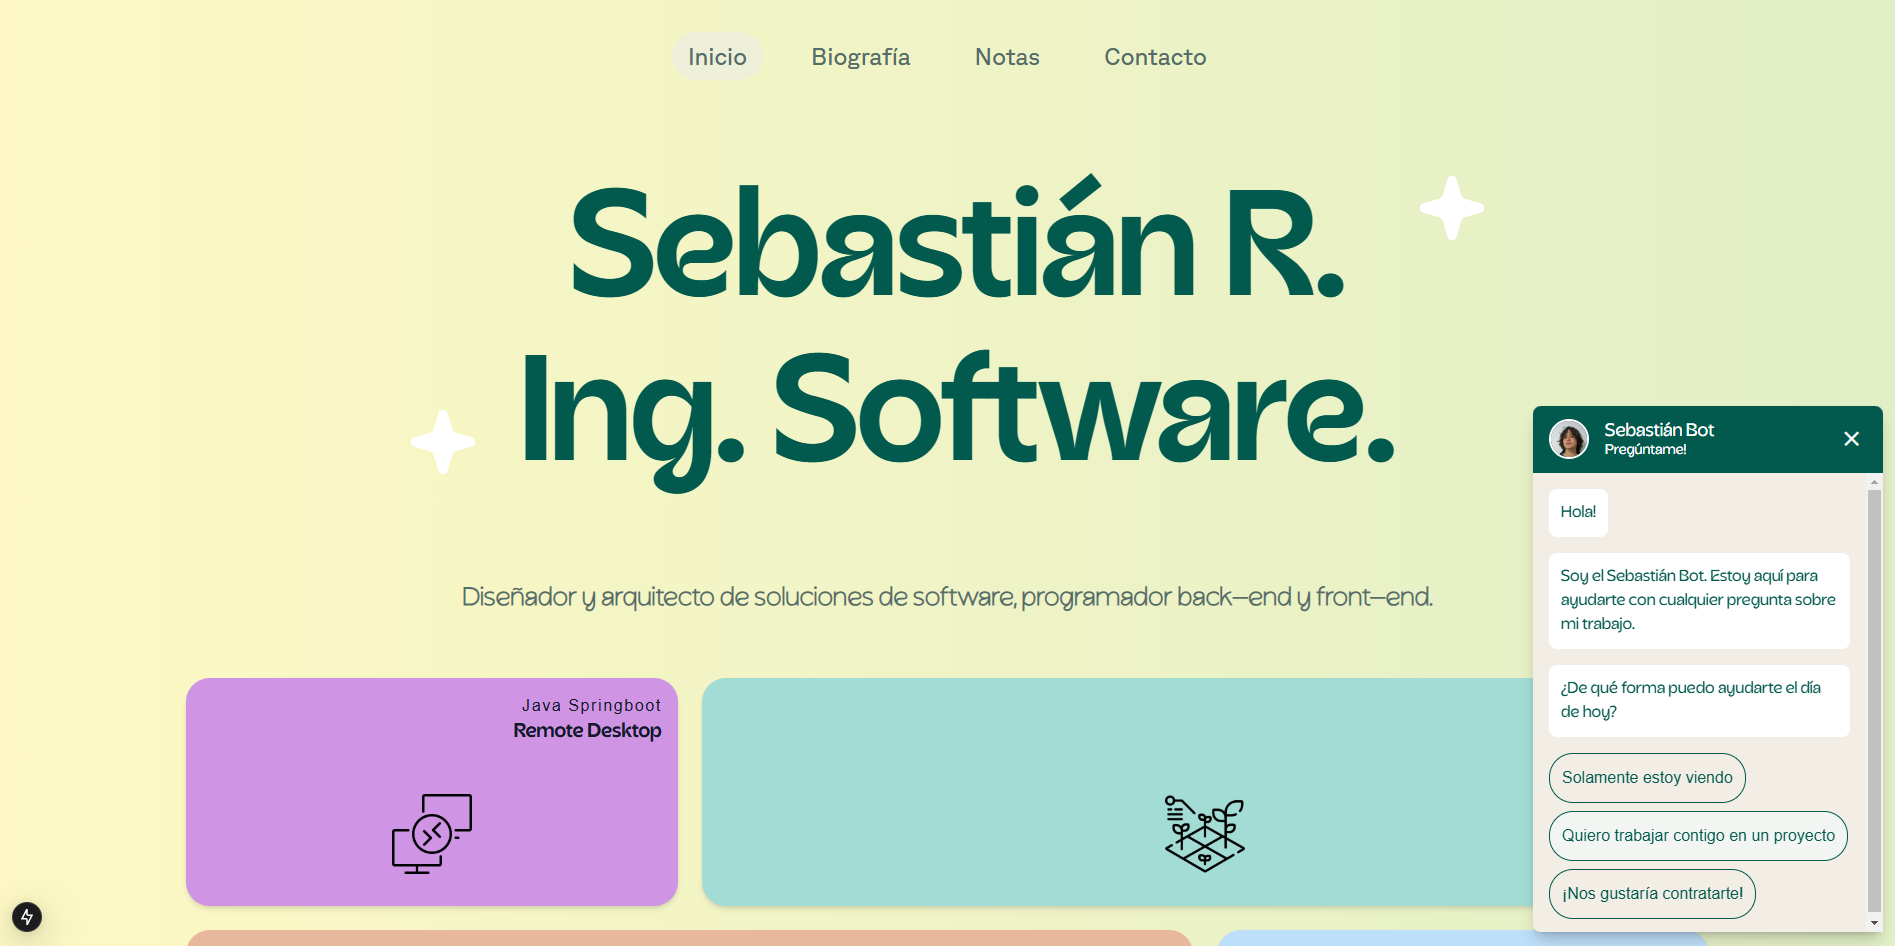 Inicio Biografía Notas Contacto
Sebastián R.
Ing. Software.
Diseñador y arquitecto de soluciones de software, programador back-end y front-end.
Java Springboot
Remote Desktop
Sebastián Bot
Pregúntame!
Hola!
Soy el Sebastián Bot. Estoy aquí para
ayudarte con cualquier pregunta sobre
mi trabajo.
¿De qué forma puedo ayudarte el día
de hoy?
Solamente estoy viendo
Quiero trabajar contigo en un proyecto
¡Nos gustaría contratarte!